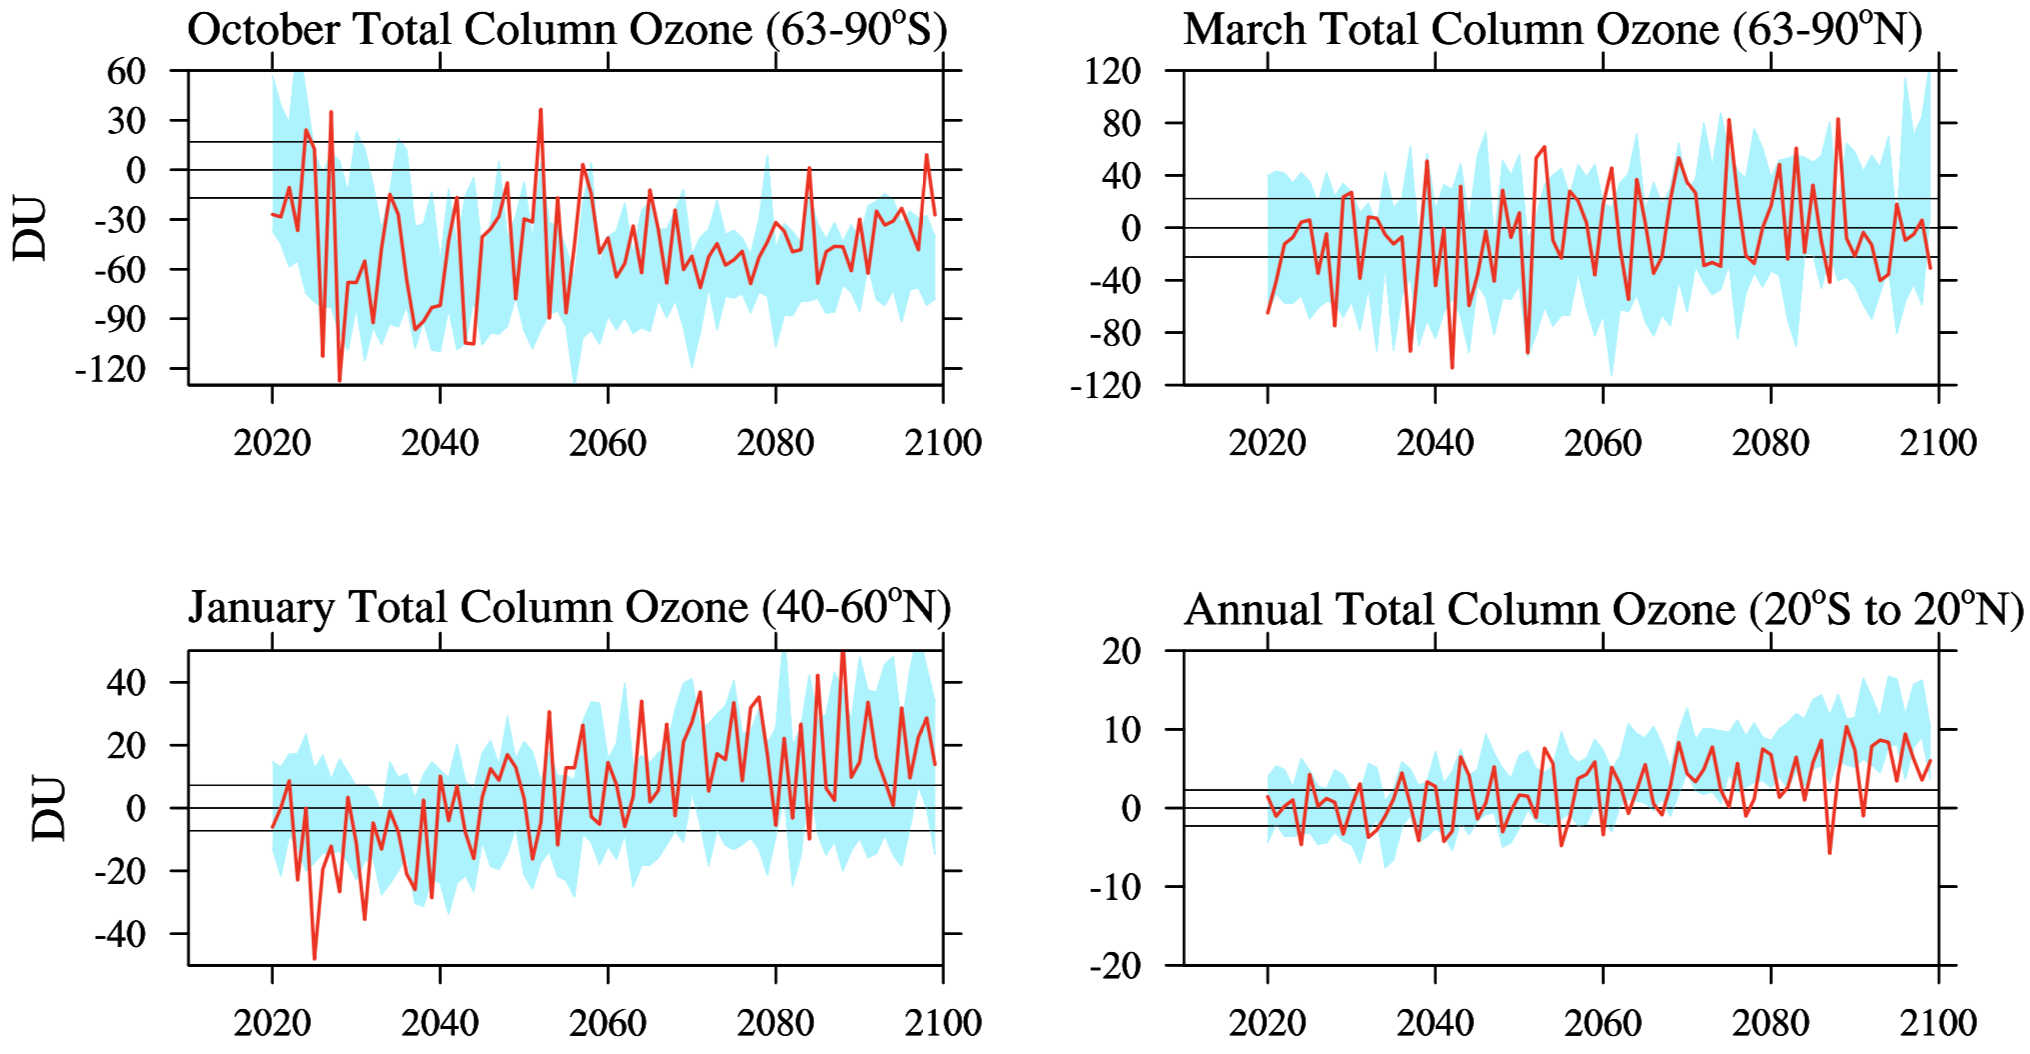 October Total Column Ozone (63-90°S)
60
30
0
-30
-60
-90
-120
DU
2020 2040 2060 2080 2100
March Total Column Ozone (63-90°N)
120
80
40
0
-40
-80
-120
2020 2040 2060 2080 2100
January Total Column Ozone (40-60°N)
40
20
0
-20
-40
DU
2020 2040 2060 2080 2100
Annual Total Column Ozone (20°S to 20°N)
20
10
0
-10
-20
2020 2040 2060 2080 2100